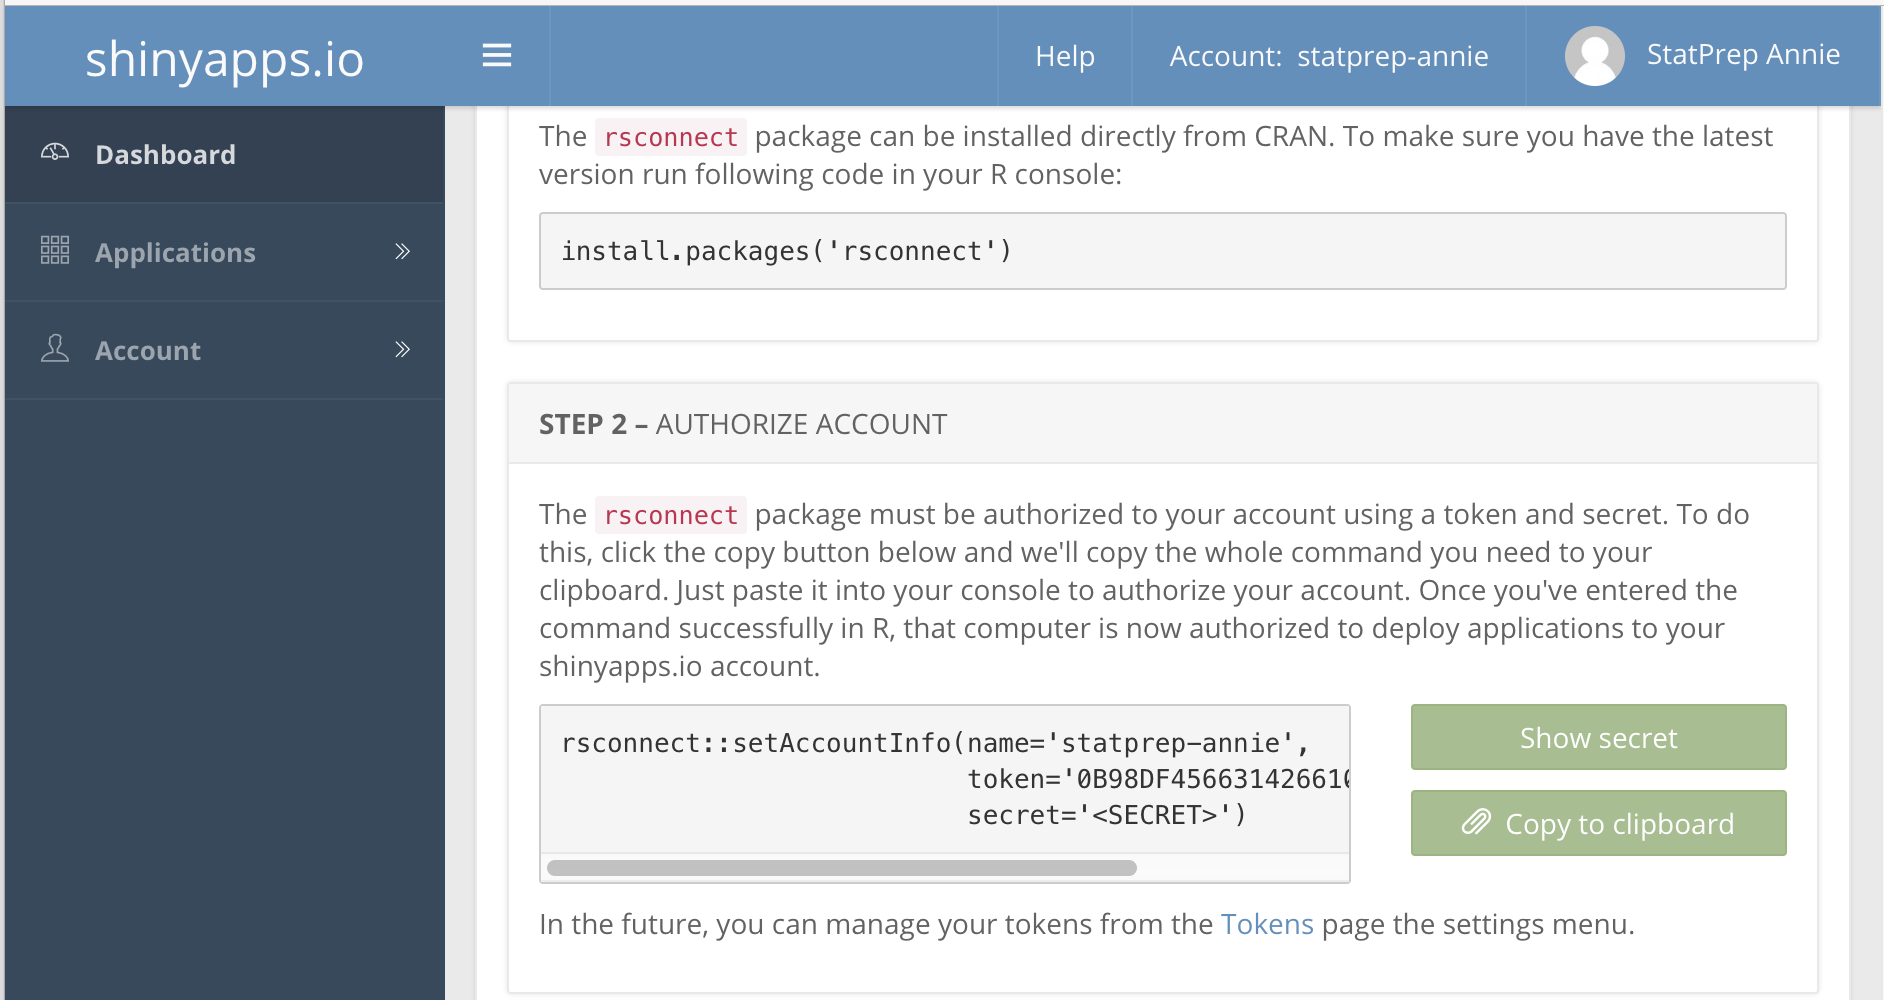 shinyapps.io
Help
Account: statprep-annie
StatPrep Annie
Dashboard
Applications
Account
The rsconnect package can be installed directly from CRAN. To make sure you have the latest
version run following code in your R console:
install.packages('rsconnect')
STEP 2 – AUTHORIZE ACCOUNT
The rsconnect package must be authorized to your account using a token and secret. To do
this, click the copy button below and we'll copy the whole command you need to your
clipboard. Just paste it into your console to authorize your account. Once you've entered the
command successfully in R, that computer is now authorized to deploy applications to your
shinyapps.io account.
rsconnect::setAccountInfo(name='statprep-annie',
token='0B98DF45663142661
secret='<SECRET>')
Show secret
Copy to clipboard
In the future, you can manage your tokens from the Tokens page the settings menu.